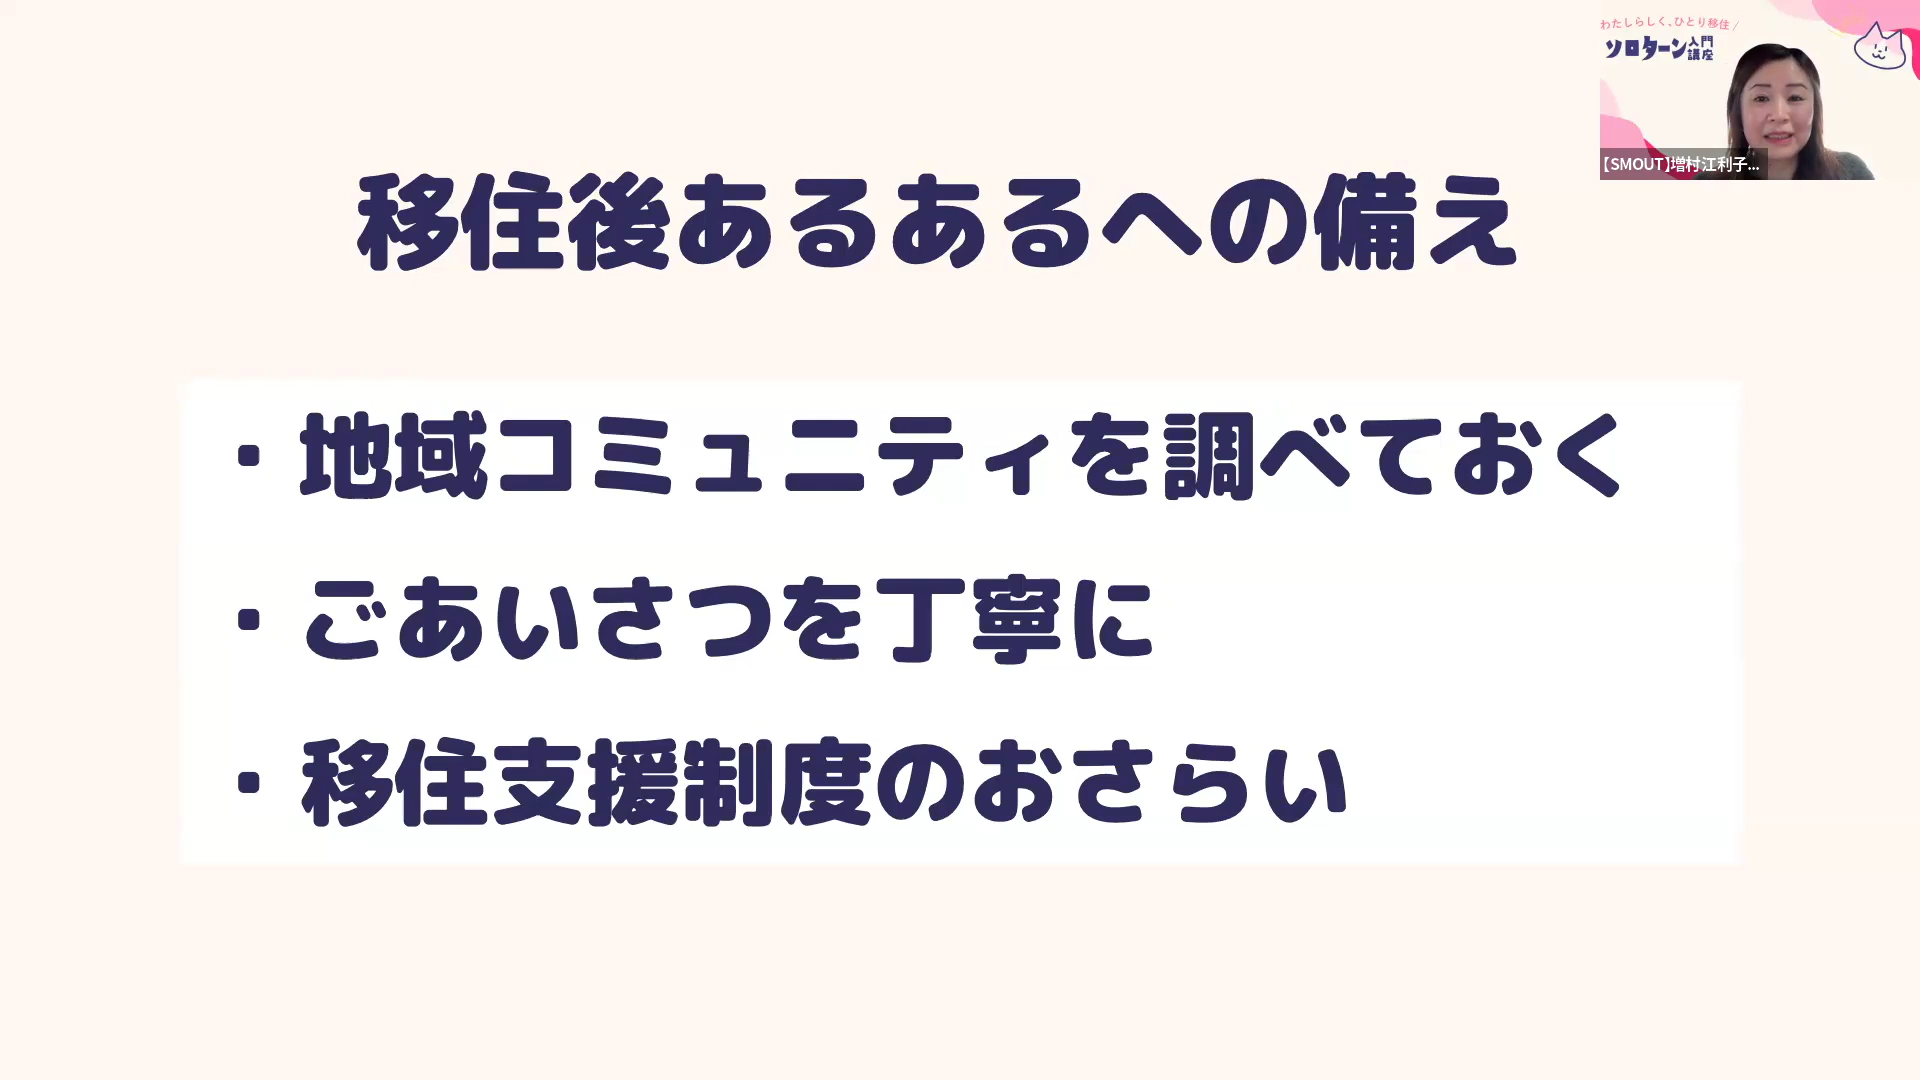 わたしらしく、ひとり移住
ソロターン入門講座
【SMOUT】増村江利子...
移住後あるあるへの備え
・地域コミュニティを調べておく
・ごあいさつを丁寧に
・移住支援制度のおさらい